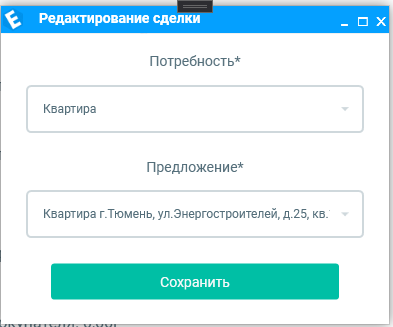 Редактирование сделки
Потребность*
Квартира
Предложение*
Квартира г.Тюмень, ул.Энергостроителей, д.25, кв.
Сохранить